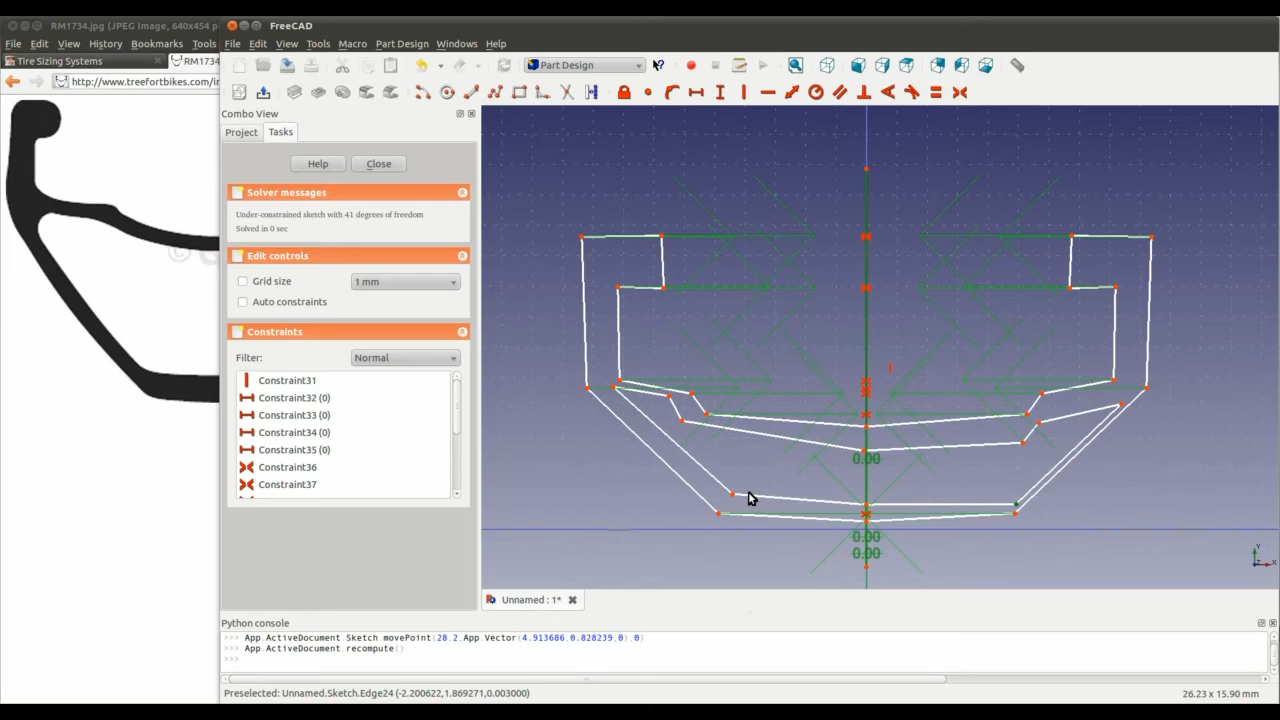 RM1734.jpg (JPEG Image, 640x454 p
File Edit View History Bookmarks Tools
Tire Sizing Systems
RM1734
http://www.treefortbikes.com/i
FreeCAD
File Edit View Tools Macro Part Design Windows Help
Part Design
Combo View
Project Tasks
Help Close
Solver messages
Under-constrained sketch with 41 degrees of freedom
Solved in 0 sec
Edit controls
Grid size 1 mm
Auto constraints
Constraints
Filter: Normal
Constraint31
Constraint32 (0)
Constraint33 (0)
Constraint34 (0)
Constraint35 (0)
Constraint36
Constraint37
0.00
0.00
0.00
Y
Z X
Unnamed : 1*
Python console
>>> App.ActiveDocument.Sketch.movePoint(28,2,App.Vector(4.913686,0.828239,0),0)
>>> App.ActiveDocument.recompute()
>>>
Preselected: Unnamed.Sketch.Edge24 (-2.200622,1.869271,0.003000)
26.23 x 15.90 mm